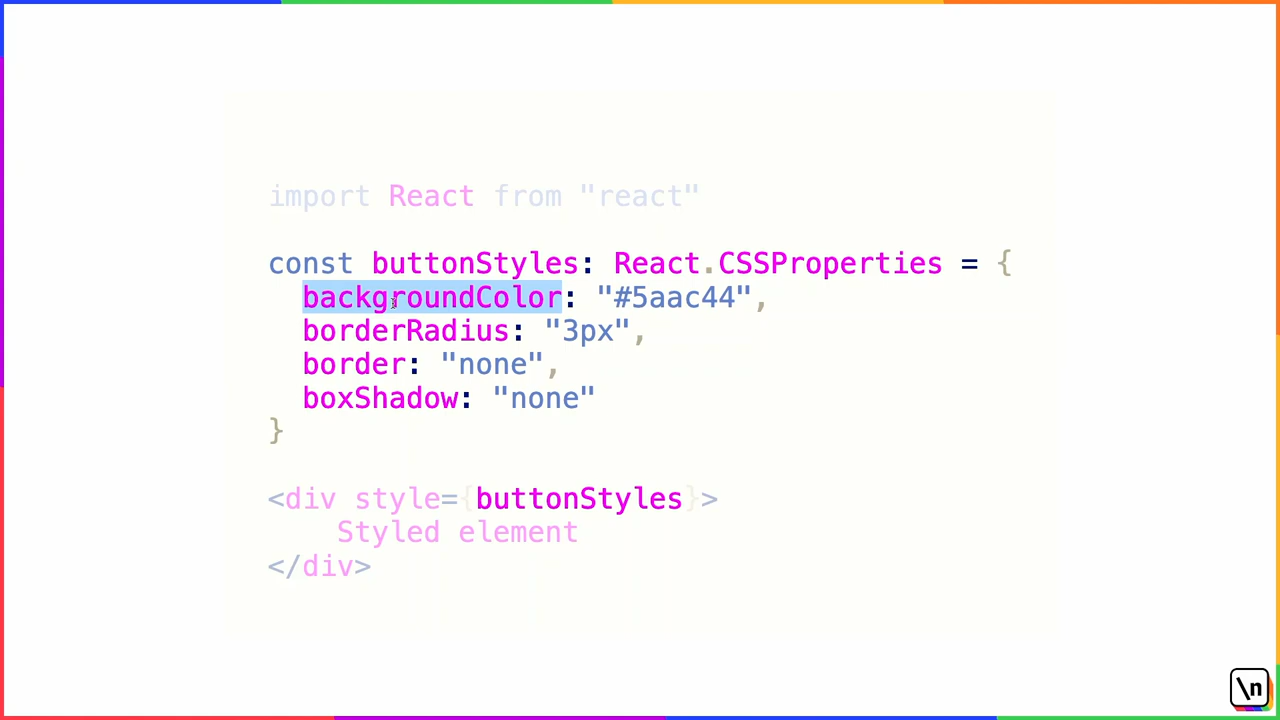 import React from "react"
const buttonStyles: React.CSSProperties = {
backgroundColor: "#5aac44",
borderRadius: "3px",
border: "none",
boxShadow: "none"
}
<div style={buttonStyles}>
Styled element
</div>
\n